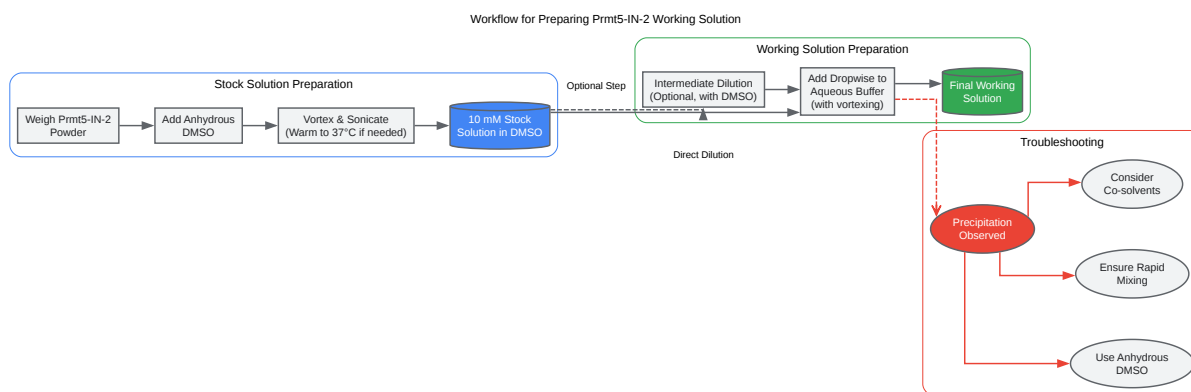 Workflow for Preparing Prmt5-IN-2 Working Solution
Stock Solution Preparation
Weigh Prmt5-IN-2
Powder
Add Anhydrous
DMSO
Vortex & Sonicate
(Warm to 37°C if needed)
10 mM Stock
Solution in DMSO
Optional Step
Direct Dilution
Working Solution Preparation
Intermediate Dilution
(Optional, with DMSO)
Add Dropwise to
Aqueous Buffer
(with vortexing)
Final Working
Solution
Troubleshooting
Precipitation
Observed
Consider
Co-solvents
Ensure Rapid
Mixing
Use Anhydrous
DMSO